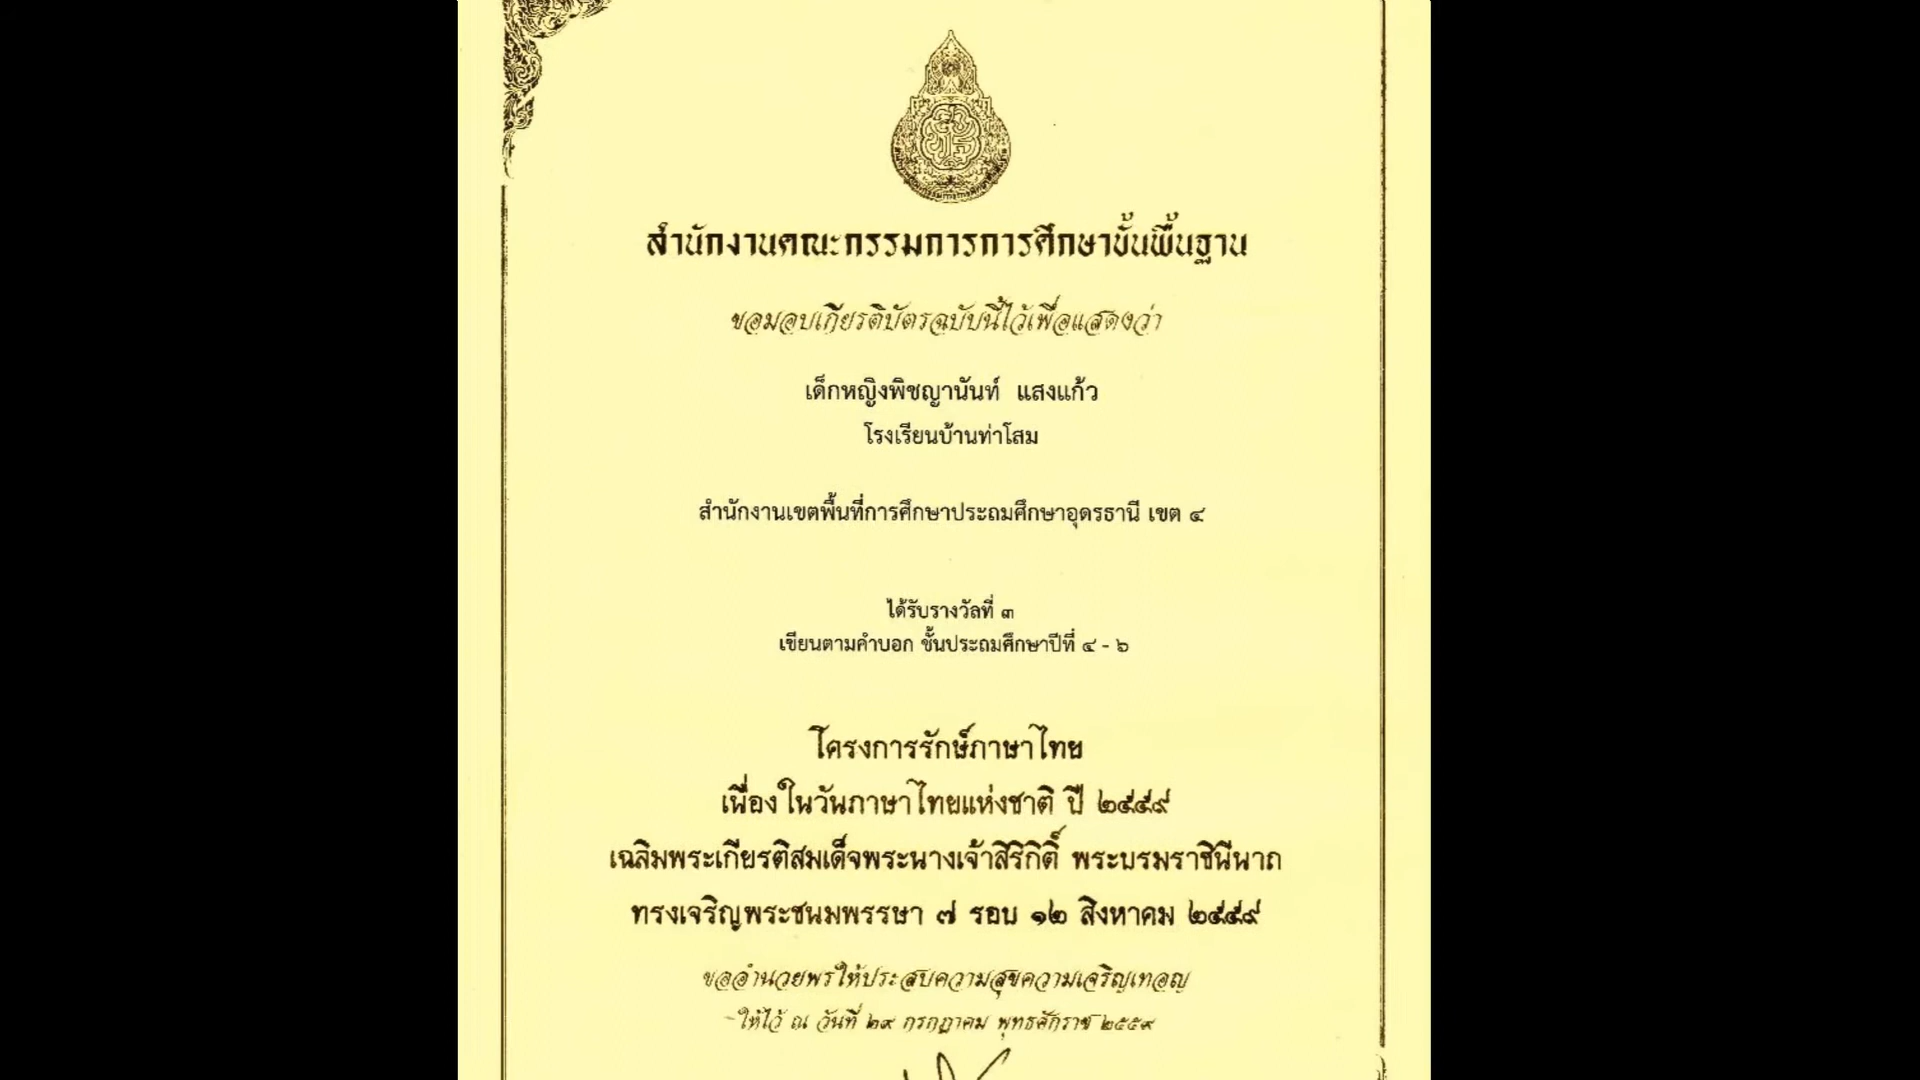 สำนักงานคณะกรรมการการศึกษาขั้นพื้นฐาน
ขอมอบเกียรติบัตรฉบับนี้ไว้เพื่อแสดงว่า
เด็กหญิงพิชญานันท์ แสงแก้ว
โรงเรียนบ้านท่าโสม
สำนักงานเขตพื้นที่การศึกษาประถมศึกษาอุดรธานี เขต ๔
ได้รับรางวัลที่ ๓
เขียนตามคำบอก ชั้นประถมศึกษาปีที่ ๔ - ๖
โครงการรักษ์ภาษาไทย
เนื่องในวันภาษาไทยแห่งชาติ ปี ๒๕๕๙
เฉลิมพระเกียรติสมเด็จพระนางเจ้าสิริกิติ์ พระบรมราชินีนาถ
ทรงเจริญพระชนมพรรษา ๗ รอบ ๑๒ สิงหาคม ๒๕๕๙
ขออำนวยพรให้ประสบความสุขความเจริญเทอญ
ให้ไว้ ณ วันที่ ๒๙ กรกฎาคม พุทธศักราช ๒๕๕๙